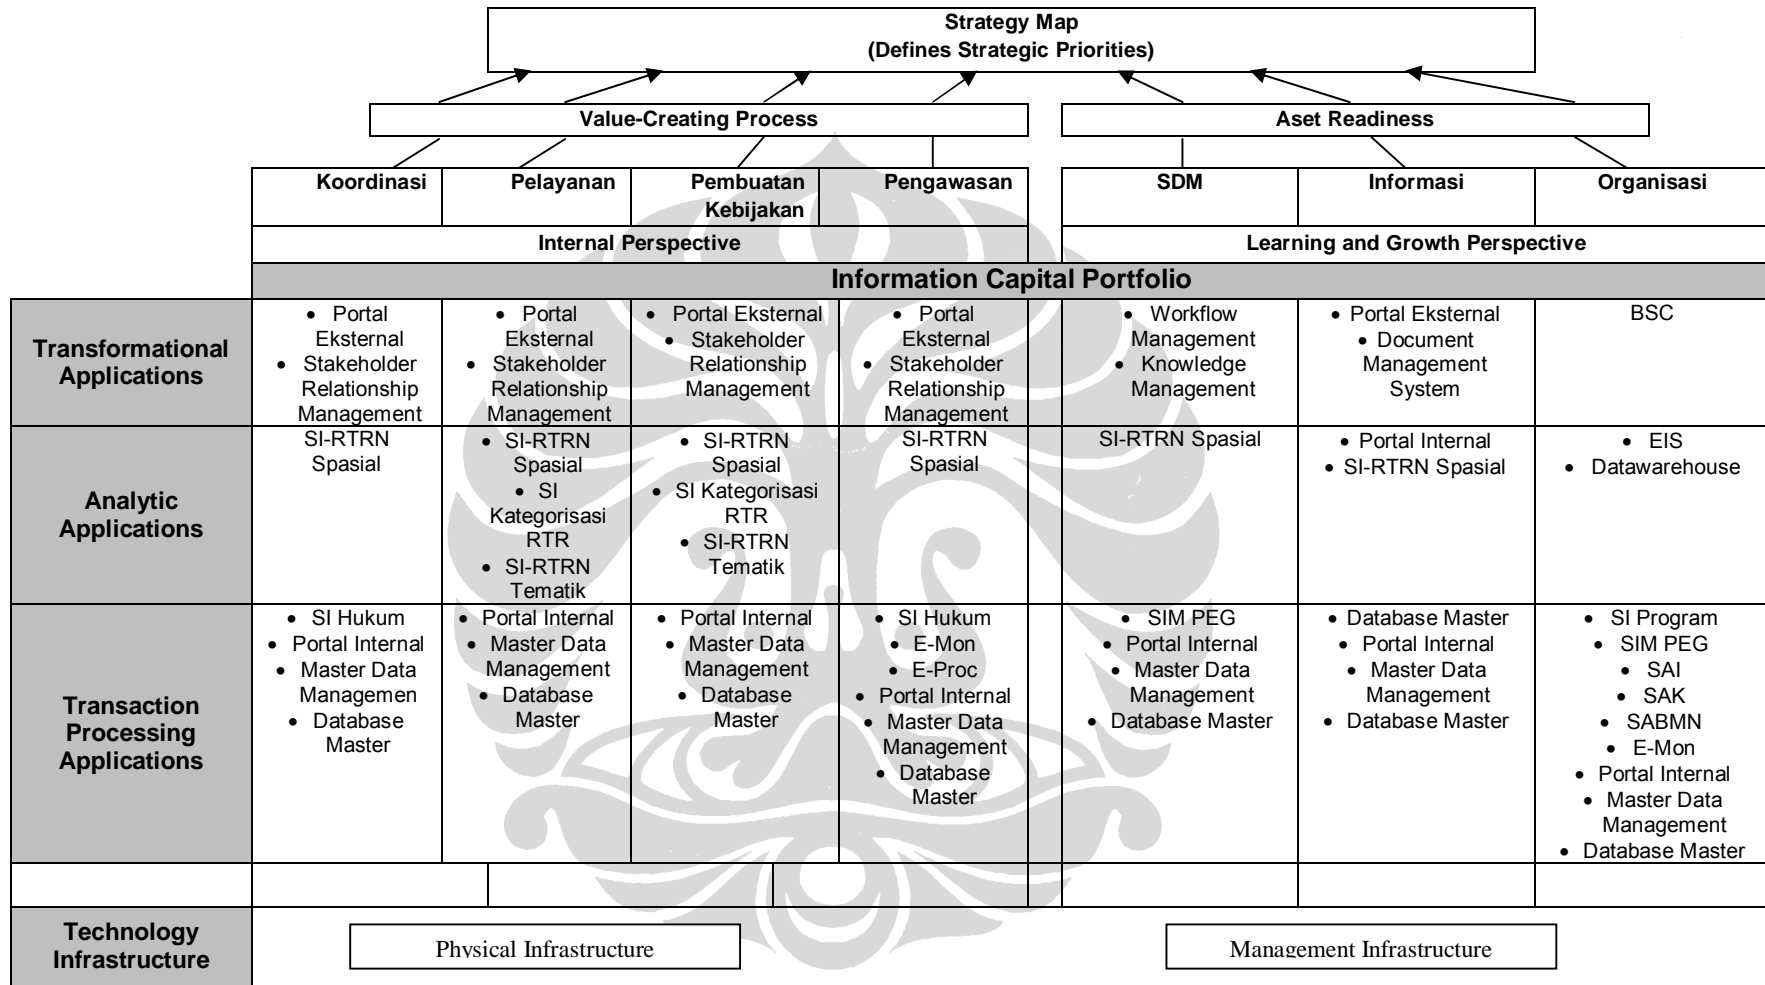 Strategy Map
(Defines Strategic Priorities)
Value-Creating Process
Aset Readiness
Koordinasi
Pelayanan
Pembuatan
Kebijakan
Pengawasan
SDM
Informasi
Organisasi
Internal Perspective
Learning and Growth Perspective
Information Capital Portfolio
Transformational
Applications
• Portal
Eksternal
• Stakeholder
Relationship
Management
• Portal
Eksternal
• Stakeholder
Relationship
Management
• Portal Eksternal
• Stakeholder
Relationship
Management
• Portal
Eksternal
• Stakeholder
Relationship
Management
• Workflow
Management
• Knowledge
Management
• Portal Eksternal
• Document
Management
System
BSC
Analytic
Applications
SI-RTRN
Spasial
• SI-RTRN
Spasial
• SI
Kategorisasi
RTR
• SI-RTRN
Tematik
• SI-RTRN
Spasial
• SI Kategorisasi
RTR
• SI-RTRN
Tematik
SI-RTRN
Spasial
SI-RTRN Spasial
• Portal Internal
• SI-RTRN Spasial
• EIS
• Datawarehouse
Transaction
Processing
Applications
• SI Hukum
• Portal Internal
• Master Data
Managemen
• Database
Master
• Portal Internal
• Master Data
Management
• Database
Master
• Portal Internal
• Master Data
Management
• Database
Master
• SI Hukum
• E-Mon
• E-Proc
• Portal Internal
• Master Data
Management
• Database
Master
• SIM PEG
• Portal Internal
• Master Data
Management
• Database Master
• Database Master
• Portal Internal
• Master Data
Management
• Database Master
• SI Program
• SIM PEG
• SAI
• SAK
• SABMN
• E-Mon
• Portal Internal
• Master Data
Management
• Database Master
Technology
Infrastructure
Physical Infrastructure
Management Infrastructure